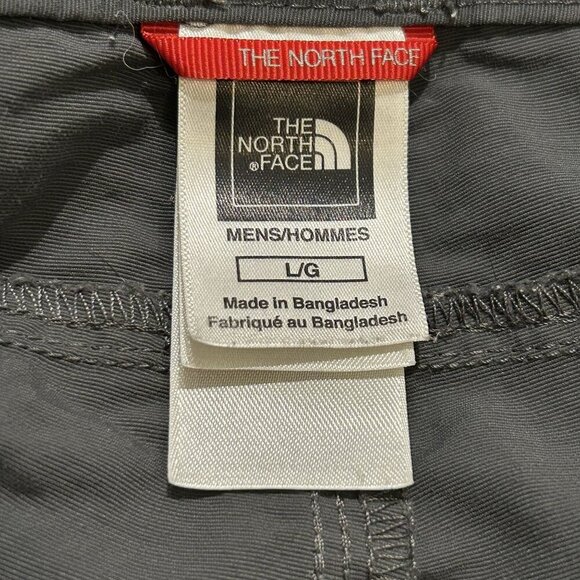 THE NORTH FACE
THE
NORTH
®FACE
MENS/HOMMES
L/G
Made in Bangladesh
Fabriqué au Bangladesh